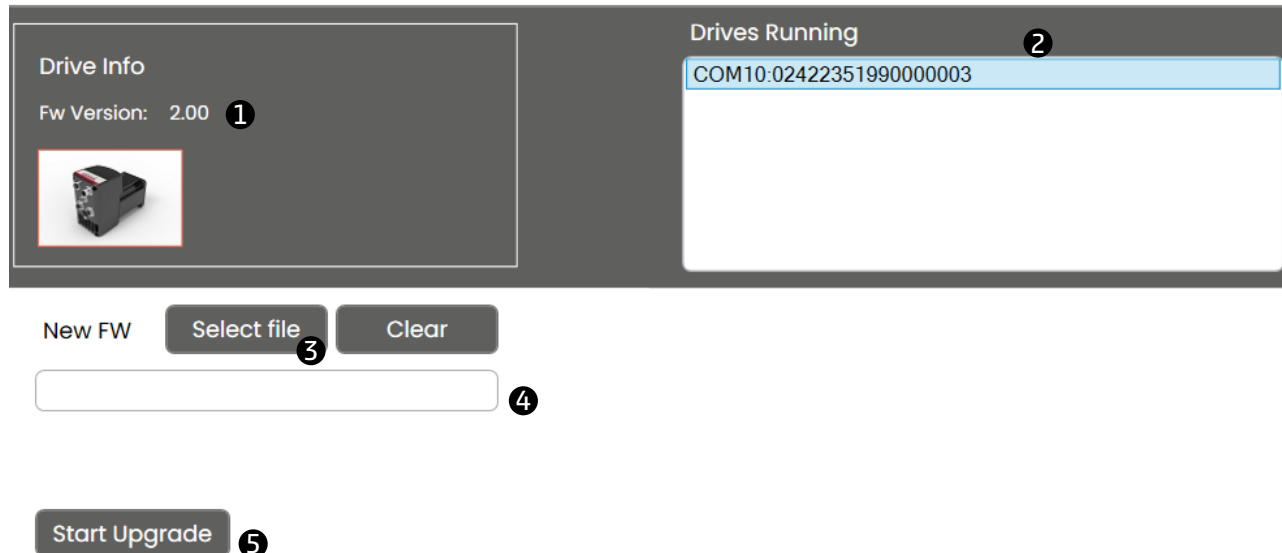 Drives Running ❷
COM10:02422351990000003
Drive Info
Fw Version: 2.00 ❶
New FW Select file ❸ Clear
❹
Start Upgrade ❺